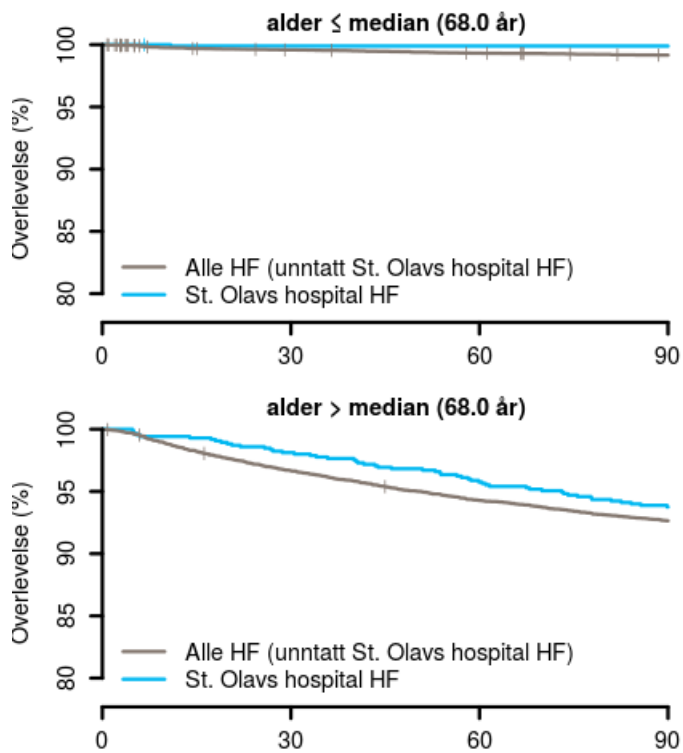 alder ≤ median (68.0 år)
Overlevelse (%)
100
95
90
85
80
Alle HF (unntatt St. Olavs hospital HF)
St. Olavs hospital HF
0 30 60 90
alder > median (68.0 år)
Overlevelse (%)
100
95
90
85
80
Alle HF (unntatt St. Olavs hospital HF)
St. Olavs hospital HF
0 30 60 90